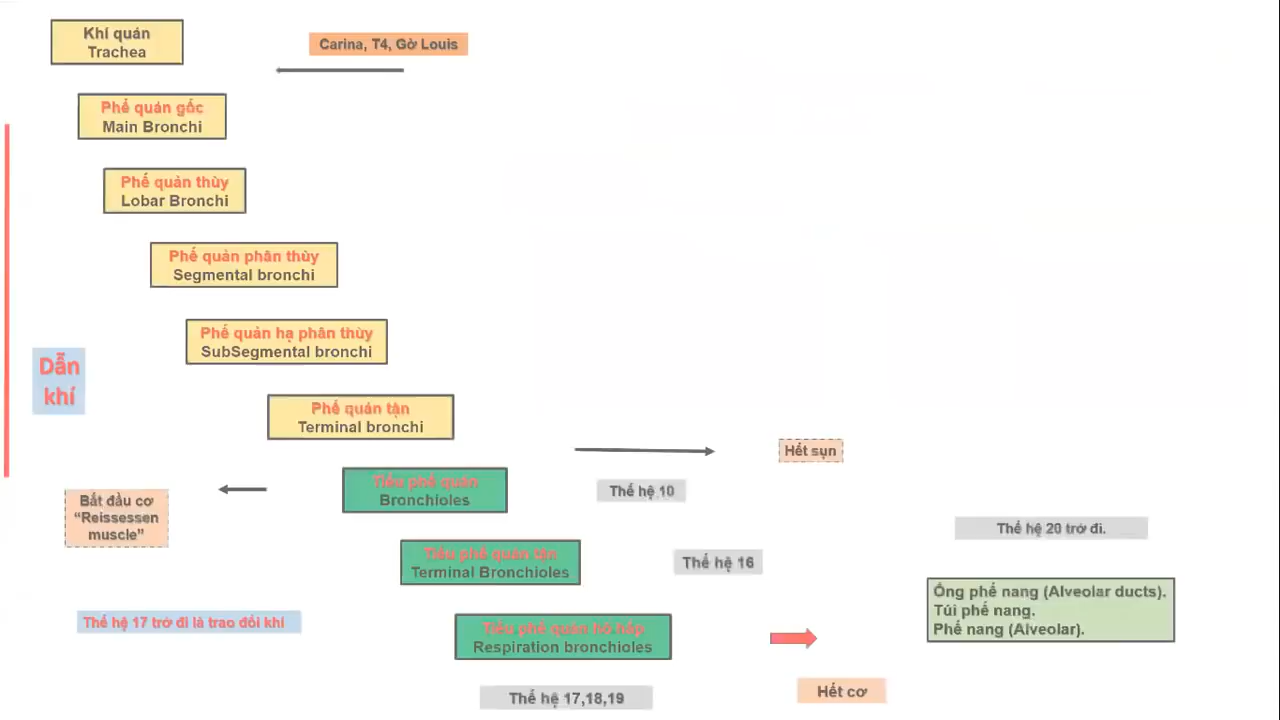 Khí quản
Trachea
Carina, T4, Gờ Louis
Phế quản gốc
Main Bronchi
Phế quản thùy
Lobar Bronchi
Phế quản phân thùy
Segmental bronchi
Phế quản hạ phân thùy
SubSegmental bronchi
Dẫn
khí
Phế quản tận
Terminal bronchi
Hết sụn
Tiểu phế quản
Bronchioles
Thế hệ 10
Bắt đầu cơ
“Reissessen
muscle”
Thế hệ 20 trở đi.
Tiểu phế quản tận
Terminal Bronchioles
Thế hệ 16
Ống phế nang (Alveolar ducts).
Túi phế nang.
Phế nang (Alveolar).
Thế hệ 17 trở đi là trao đổi khí
Tiểu phế quản hô hấp
Respiration bronchioles
Thế hệ 17,18,19
Hết cơ